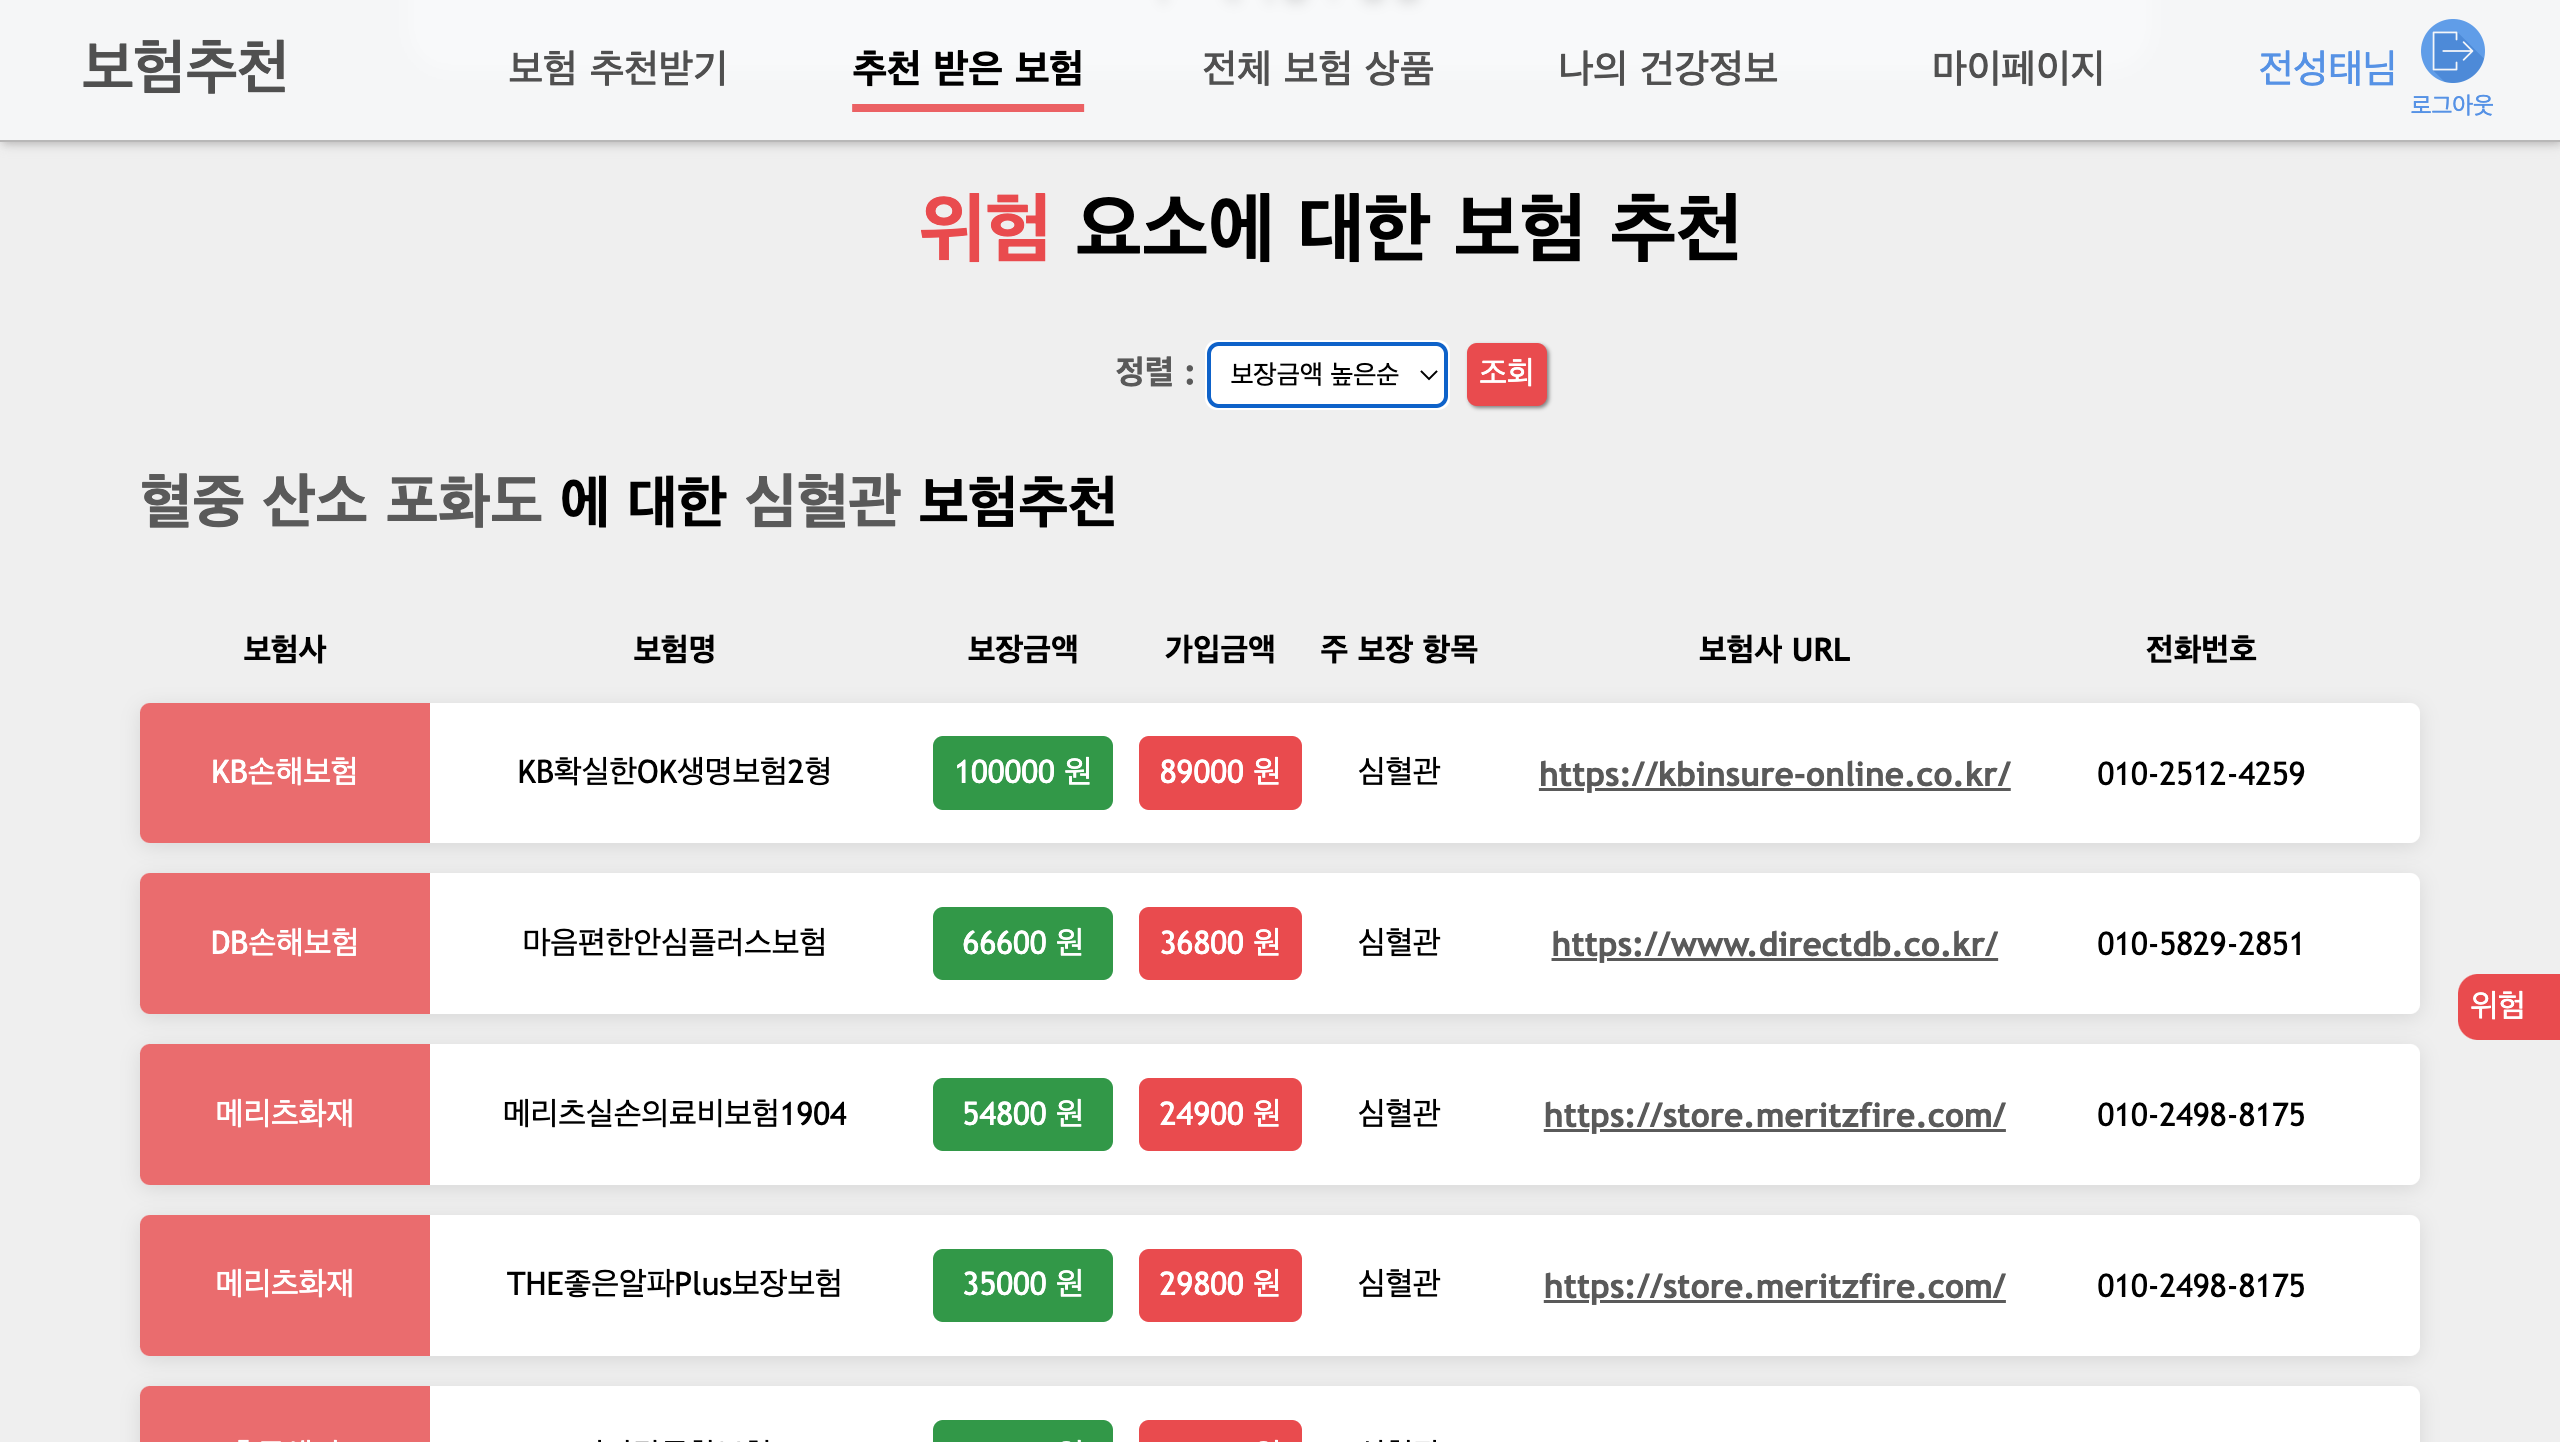 보험추천 보험 추천받기 추천 받은 보험 전체 보험 상품 나의 건강정보 마이페이지 전성태님
로그아웃
위험 요소에 대한 보험 추천
정렬 : 보장금액 높은순 조회
혈중 산소 포화도 에 대한 심혈관 보험추천
보험사 보험명 보장금액 가입금액 주 보장 항목 보험사 URL 전화번호
KB손해보험 KB확실한OK생명보험2형 100000 원 89000 원 심혈관 https://kbinsure-online.co.kr/ 010-2512-4259
DB손해보험 마음편한안심플러스보험 66600 원 36800 원 심혈관 https://www.directdb.co.kr/ 010-5829-2851
위험
메리츠화재 메리츠실손의료비보험1904 54800 원 24900 원 심혈관 https://store.meritzfire.com/ 010-2498-8175
메리츠화재 THE좋은알파Plus보장보험 35000 원 29800 원 심혈관 https://store.meritzfire.com/ 010-2498-8175